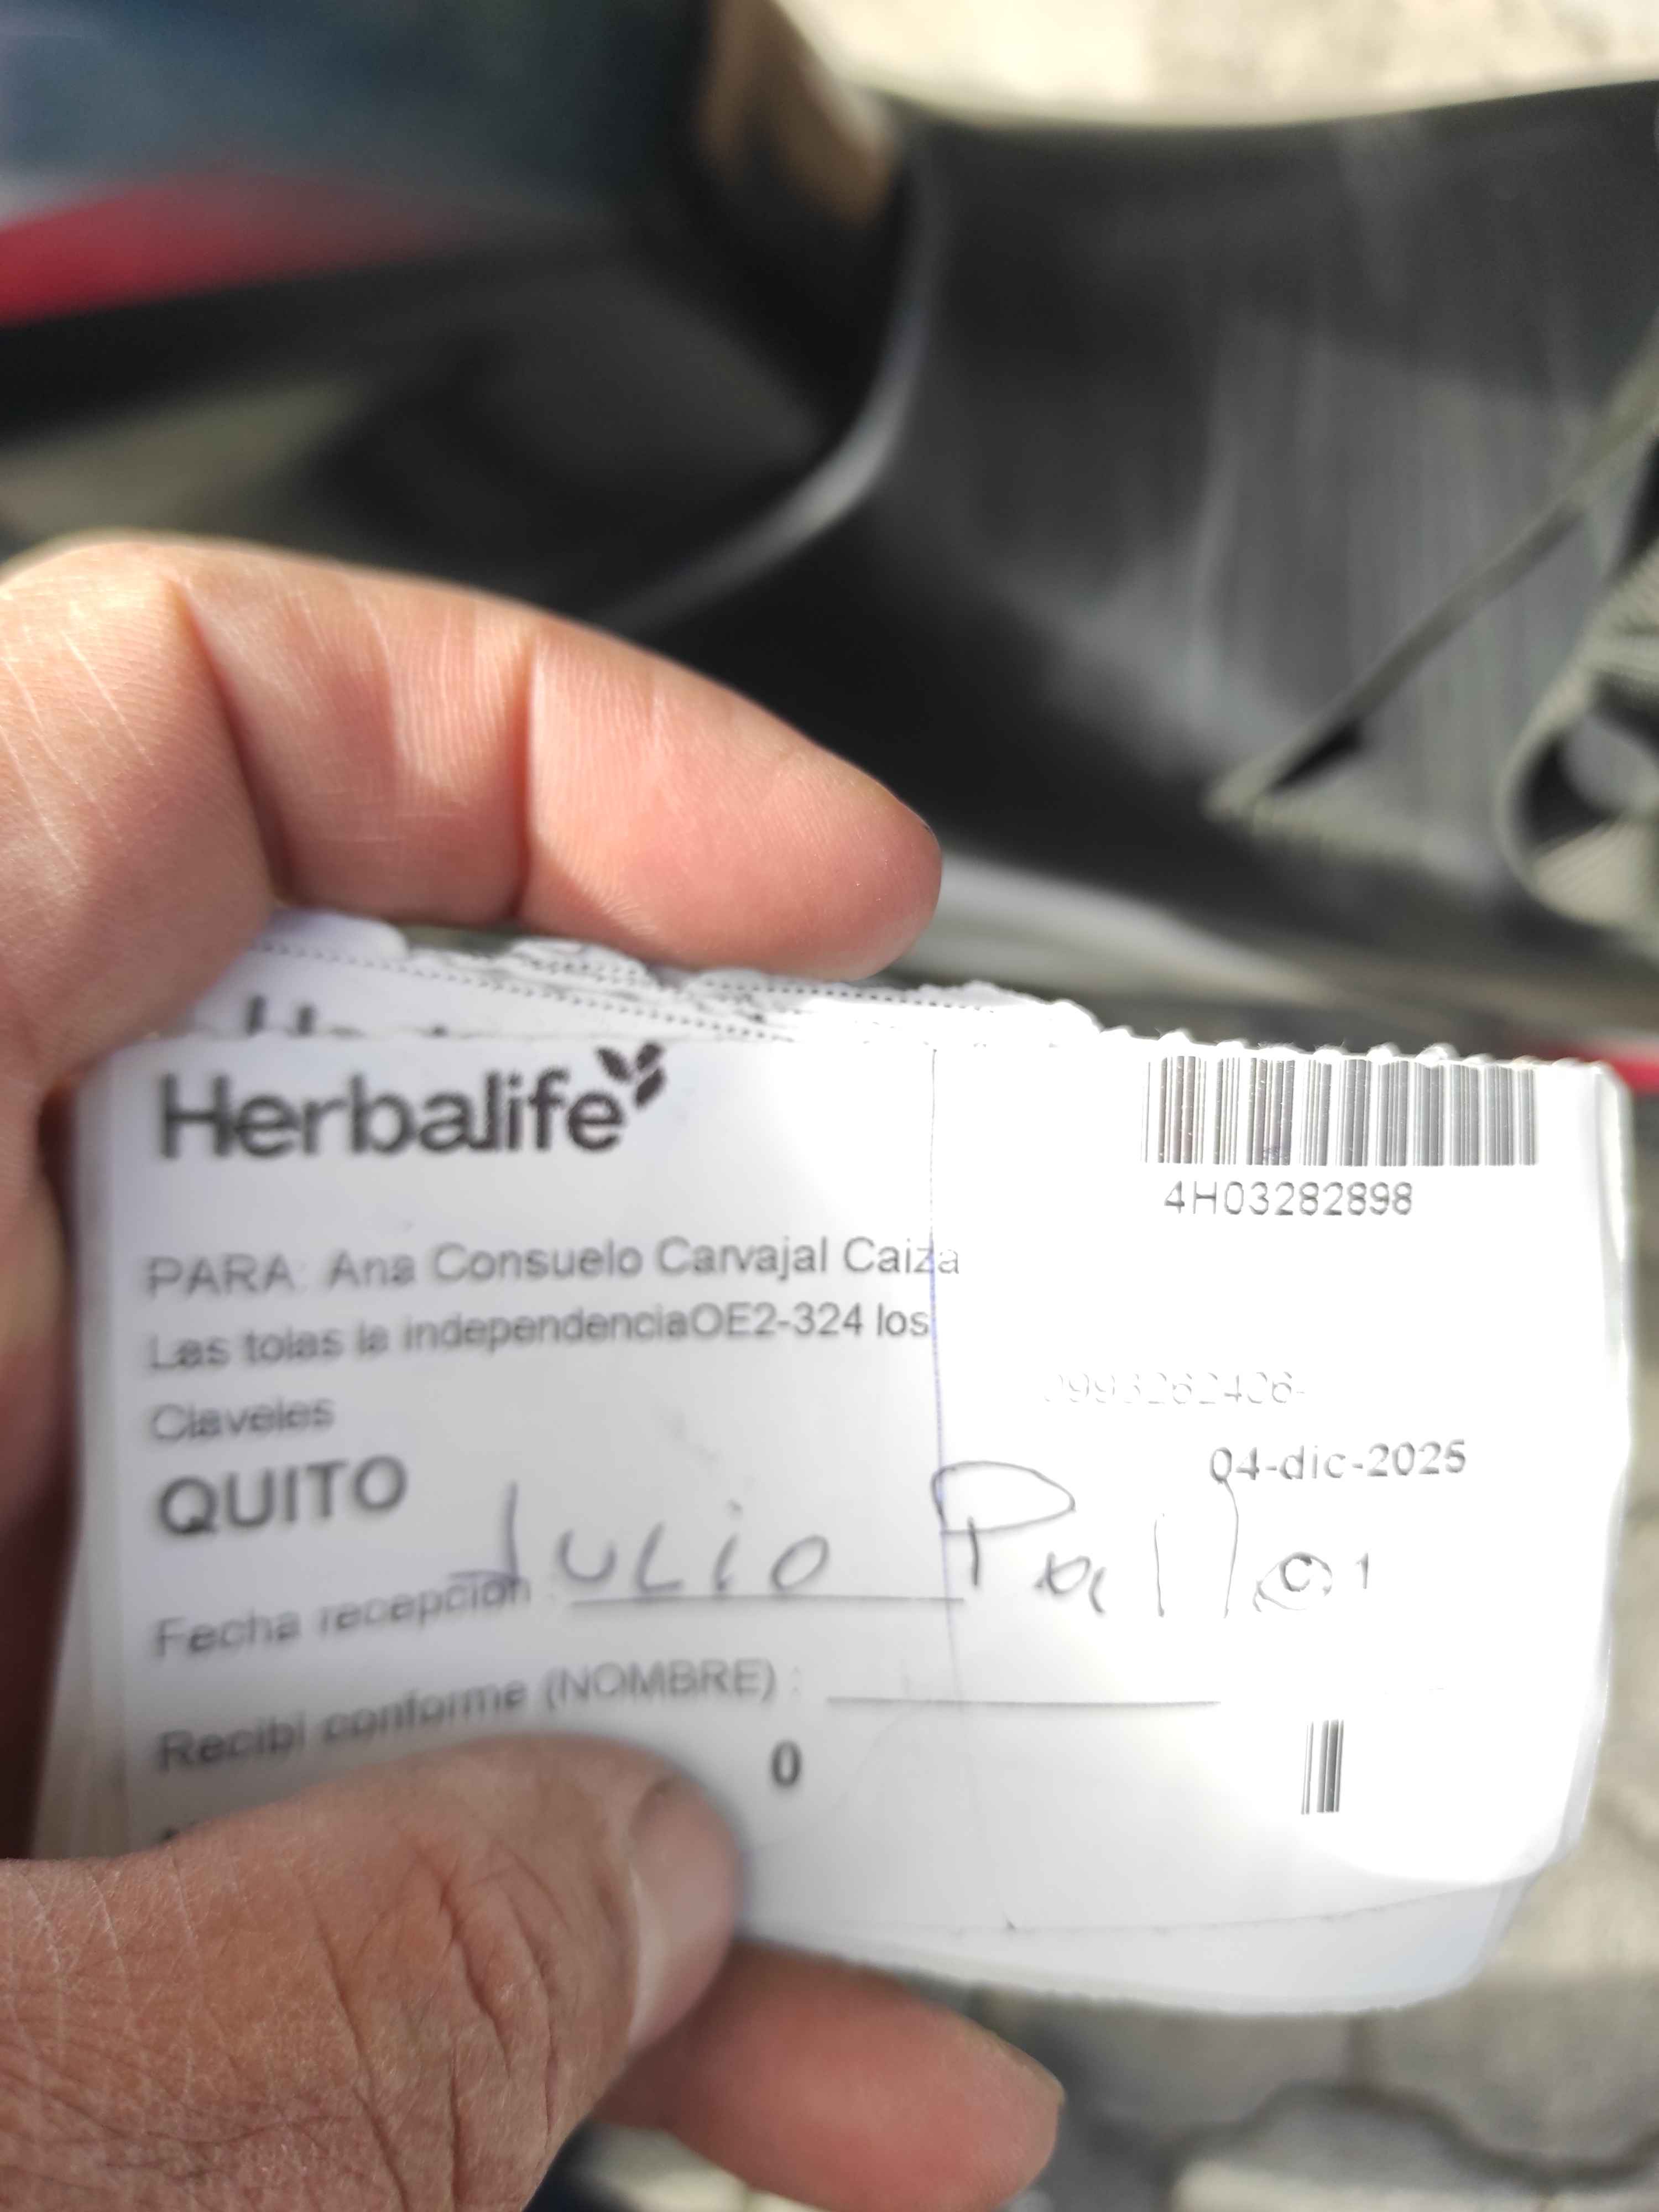 Herbalife
4H03282898
PARA: Ana Consuelo Carvajal Caiza
Las tolas la independenciaOE2-324 los
Claveles
04-dic-2025
QUITO
Julio
C 1
Fecha recepción :
Recibi conforme (NOMBRE) :
0